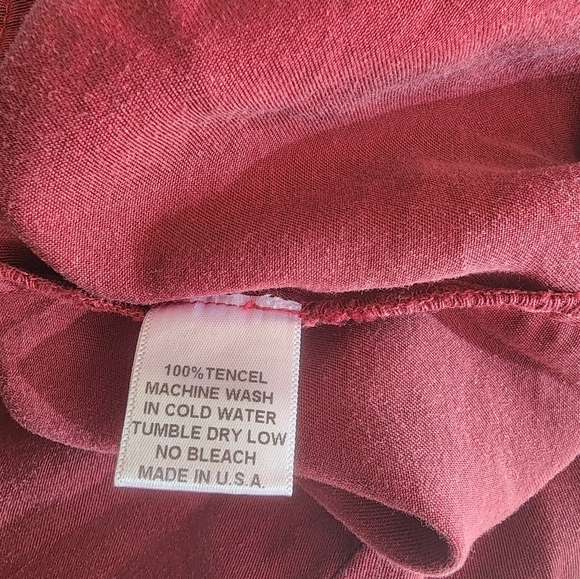 100% TENCEL
MACHINE WASH
IN COLD WATER
TUMBLE DRY LOW
NO BLEACH
MADE IN U.S.A.